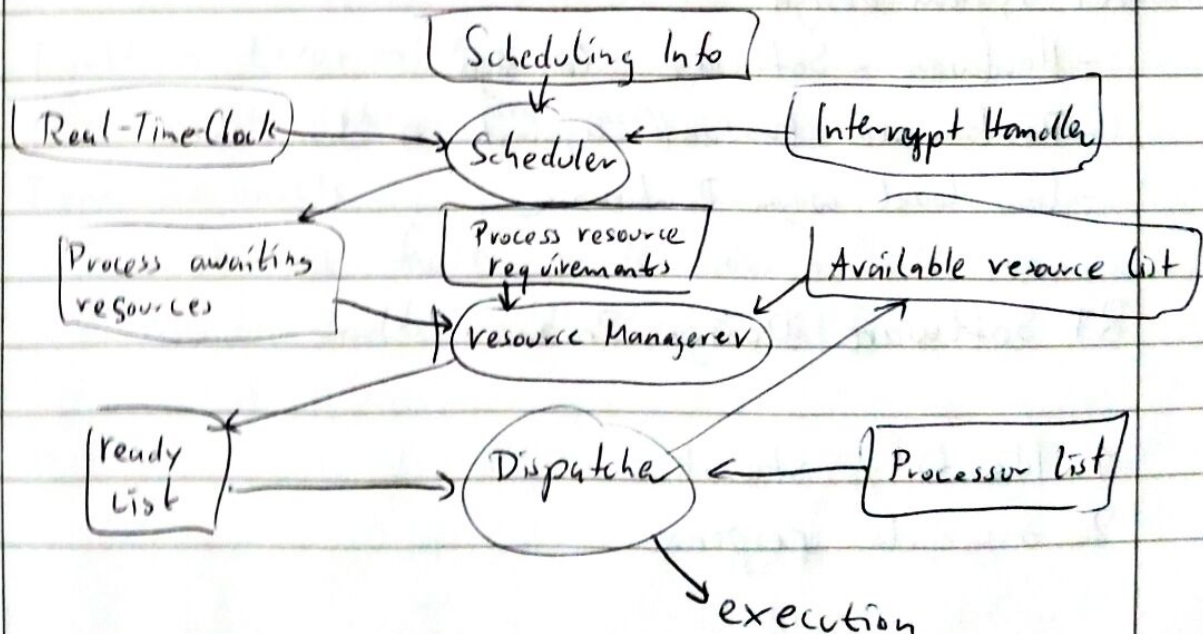 Scheduling Info
Real-Time-Clock
Scheduler
Interrypt Handler
Process awaiting
resources
Process resource
requirements
Available resource list
resource Managerer
ready
List
Dispatcher
Processor list
execution